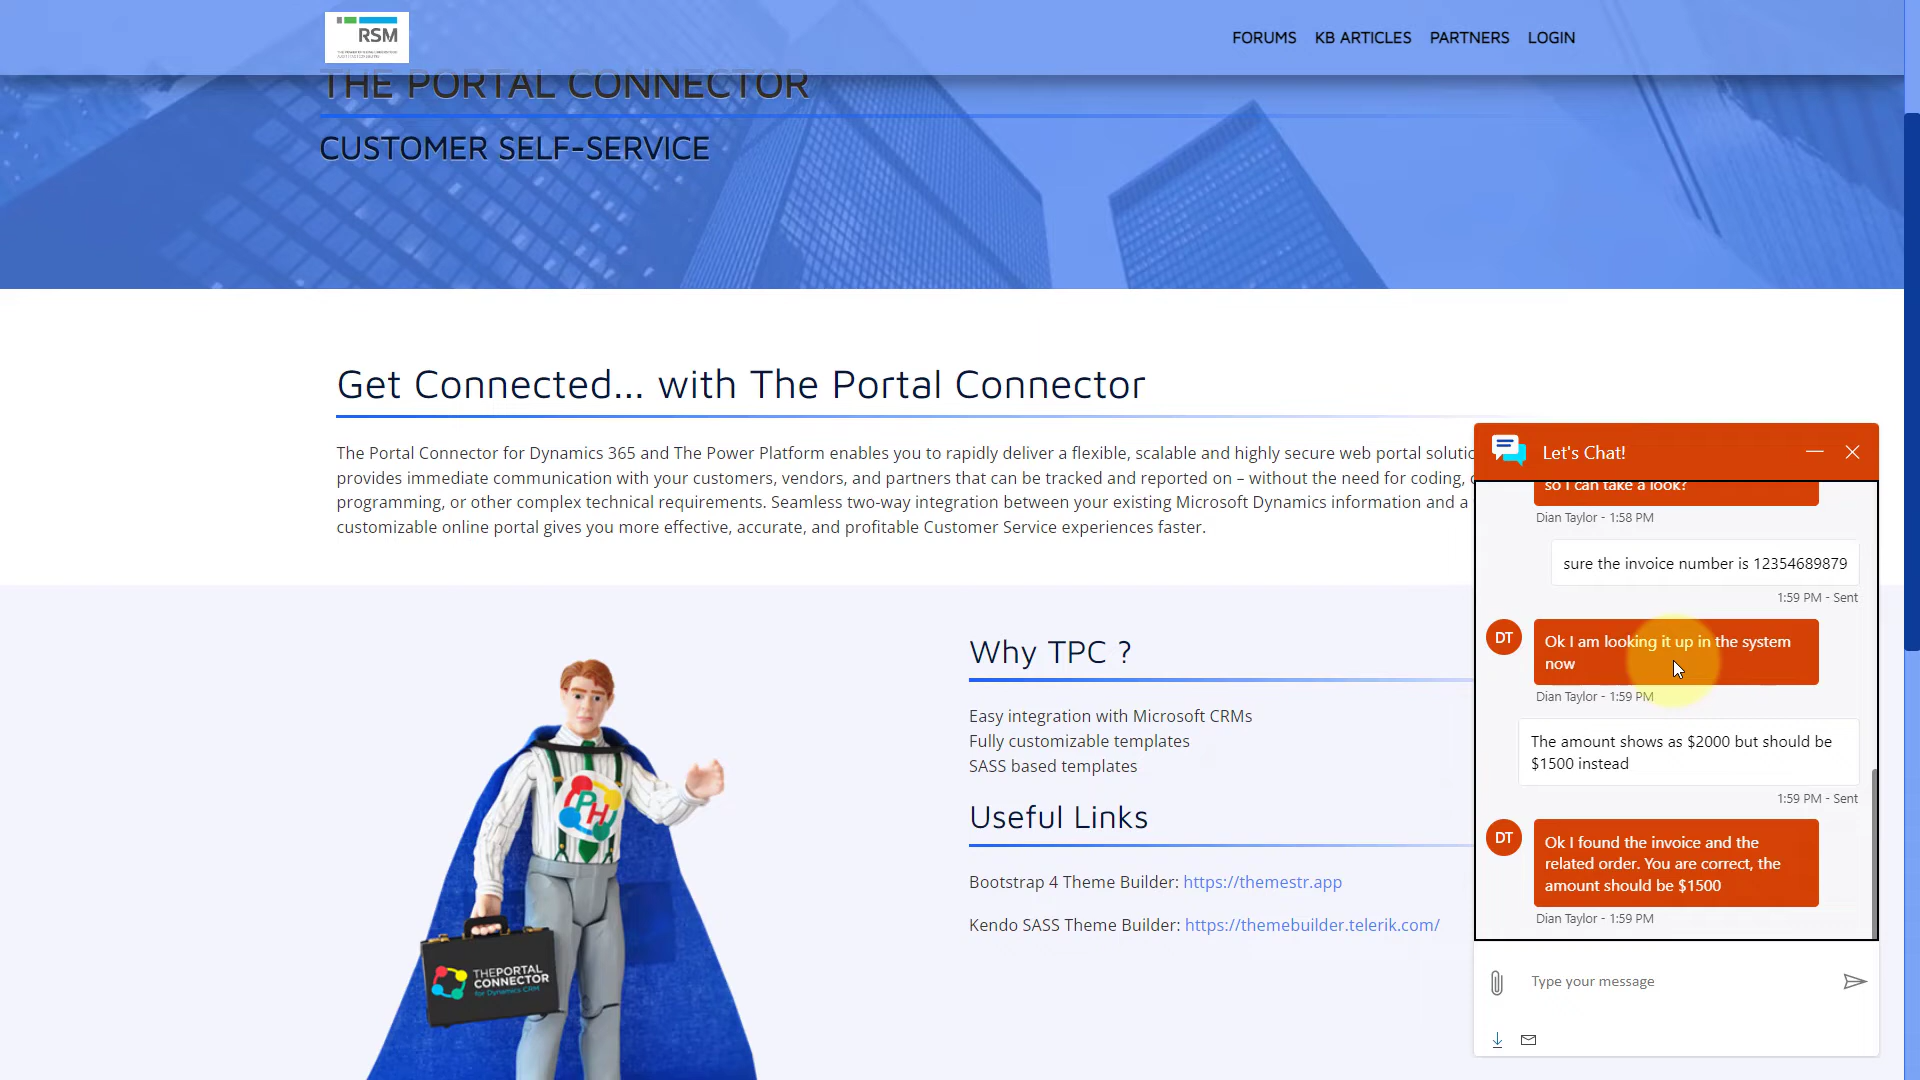 RSM
FORUMS
KB ARTICLES
PARTNERS
LOGIN
THE PORTAL CONNECTOR
CUSTOMER SELF-SERVICE
Get Connected... with The Portal Connector
The Portal Connector for Dynamics 365 and The Power Platform enables you to rapidly deliver a flexible, scalable and highly secure web portal
provides immediate communication with your customers, vendors, and partners that can be tracked and reported on – without the need for coding,
programming, or other complex technical requirements. Seamless two-way integration between your existing Microsoft Dynamics information and a
customizable online portal gives you more effective, accurate, and profitable Customer Service experiences faster.
PH
THE PORTAL
CONNECTOR
for Dynamics CRM
Why TPC ?
Easy integration with Microsoft CRMs
Fully customizable templates
SASS based templates
Useful Links
Bootstrap 4 Theme Builder: https://themestr.app
Kendo SASS Theme Builder: https://themebuilder.telerik.com/
Let's Chat!
so I can take a look?
Dian Taylor - 1:58 PM
sure the invoice number is 12354689879
1:59 PM - Sent
DT
Ok I am looking it up in the system
now
Dian Taylor - 1:59 PM
The amount shows as $2000 but should be
$1500 instead
1:59 PM - Sent
DT
Ok I found the invoice and the
related order. You are correct, the
amount should be $1500
Dian Taylor - 1:59 PM
Type your message